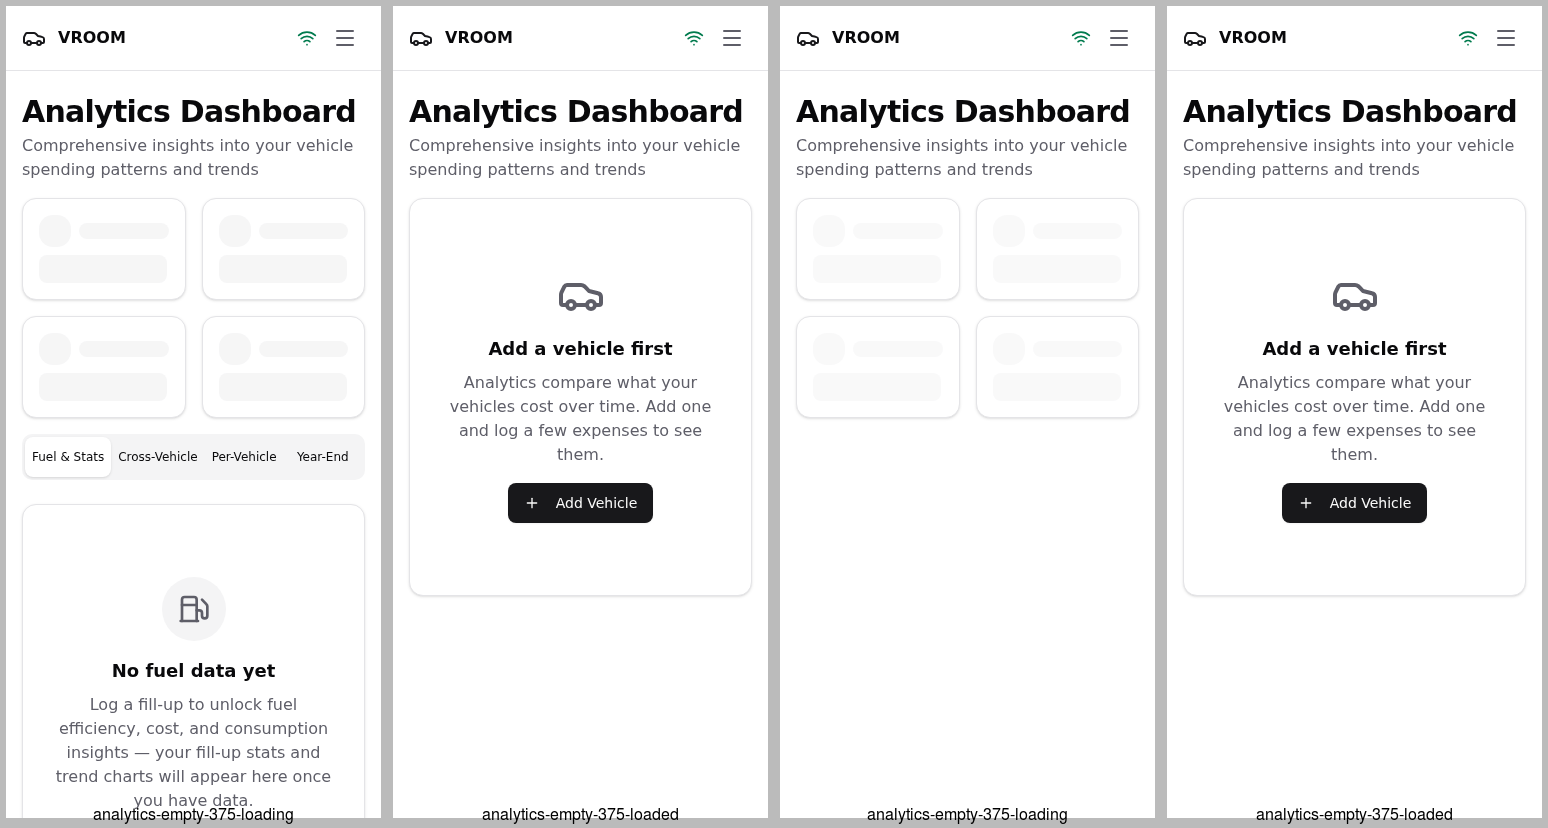 VROOM
Analytics Dashboard
Comprehensive insights into your vehicle
spending patterns and trends
Fuel & Stats
Cross-Vehicle
Per-Vehicle
Year-End
No fuel data yet
Log a fill-up to unlock fuel
efficiency, cost, and consumption
insights — your fill-up stats and
trend charts will appear here once
you have data.
analytics-empty-375-loading
VROOM
Analytics Dashboard
Comprehensive insights into your vehicle
spending patterns and trends
Add a vehicle first
Analytics compare what your
vehicles cost over time. Add one
and log a few expenses to see
them.
Add Vehicle
analytics-empty-375-loaded
VROOM
Analytics Dashboard
Comprehensive insights into your vehicle
spending patterns and trends
analytics-empty-375-loading
VROOM
Analytics Dashboard
Comprehensive insights into your vehicle
spending patterns and trends
Add a vehicle first
Analytics compare what your
vehicles cost over time. Add one
and log a few expenses to see
them.
Add Vehicle
analytics-empty-375-loaded